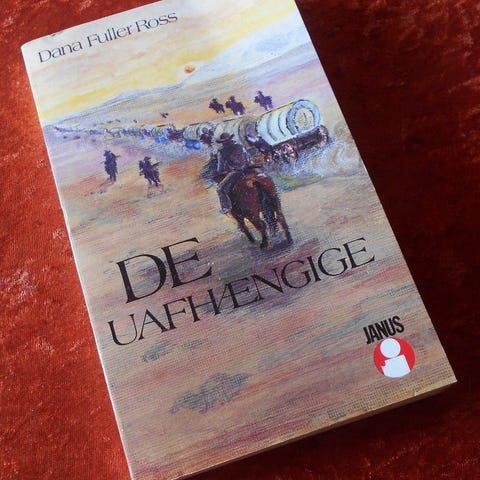 Dana Fuller Ross
DE
UAFHÆNGIGE
JANUS